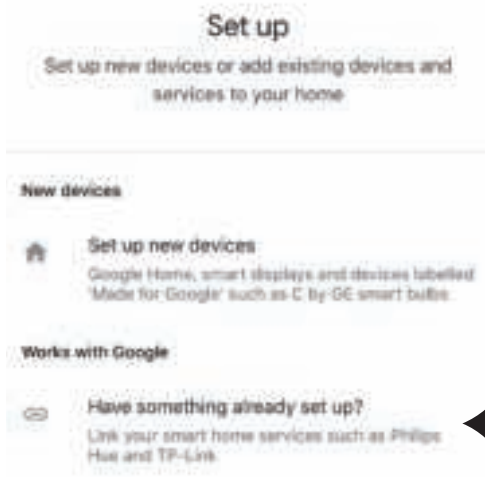 Set up
Set up new devices or add existing devices and
services to your home
New devices
Set up new devices
Google Home, smart displays and devices labelled
'Made for Google' such as C by GE smart bulbs
Works with Google
Have something already set up?
Link your smart home services such as Philips
Hue and TP-Link